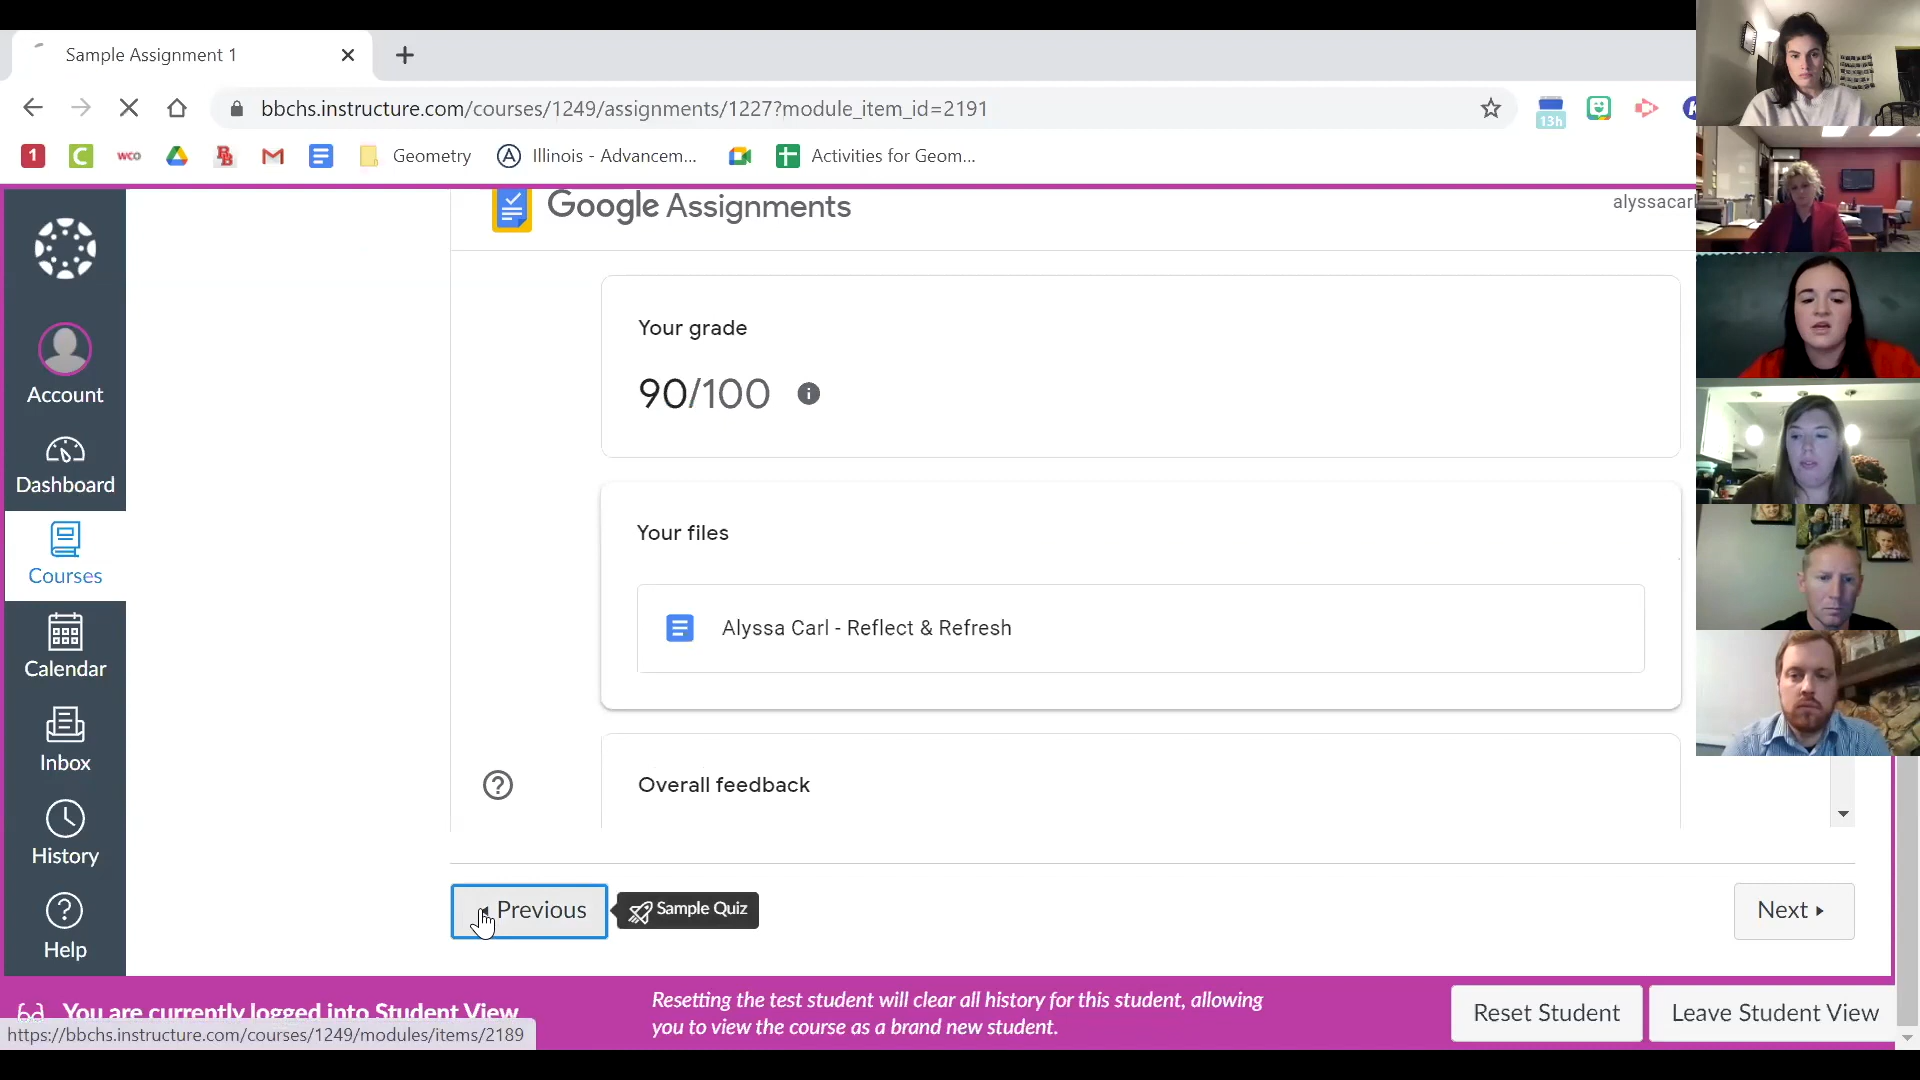 Sample Assignment 1
bbchs.instructure.com/courses/1249/assignments/1227?module_item_id=2191
13h
1
WCO
Geometry
Illinois - Advancem...
Activities for Geom...
Google Assignments
alyssacarl
Your grade
90/100
Your files
Alyssa Carl - Reflect & Refresh
Overall feedback
Account
Dashboard
Courses
Calendar
Inbox
History
Help
Previous
Sample Quiz
Next
You are currently logged into Student View
https://bbchs.instructure.com/courses/1249/modules/items/2189
Resetting the test student will clear all history for this student, allowing
you to view the course as a brand new student.
Reset Student
Leave Student View